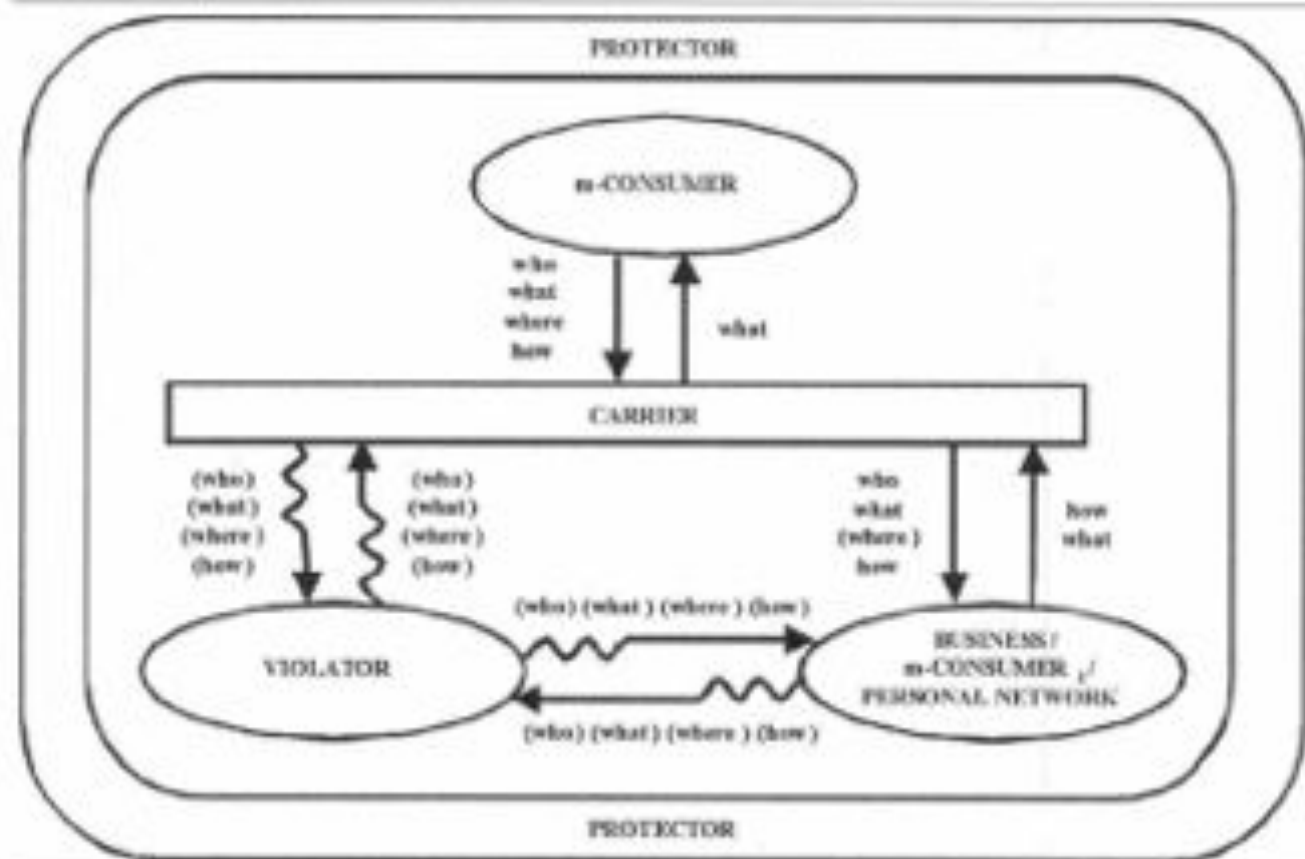 PROTECTOR
m-CONSUMER
who
what
where
how
what
CARRIER
(who)
(what)
(where)
(how)
(who)
(what)
(where)
(how)
who
what
(where)
how
how
what
(who) (what) (where) (how)
VIOLATOR
BUSINESS /
m-CONSUMER /
PERSONAL NETWORK
(who) (what) (where) (how)
PROTECTOR